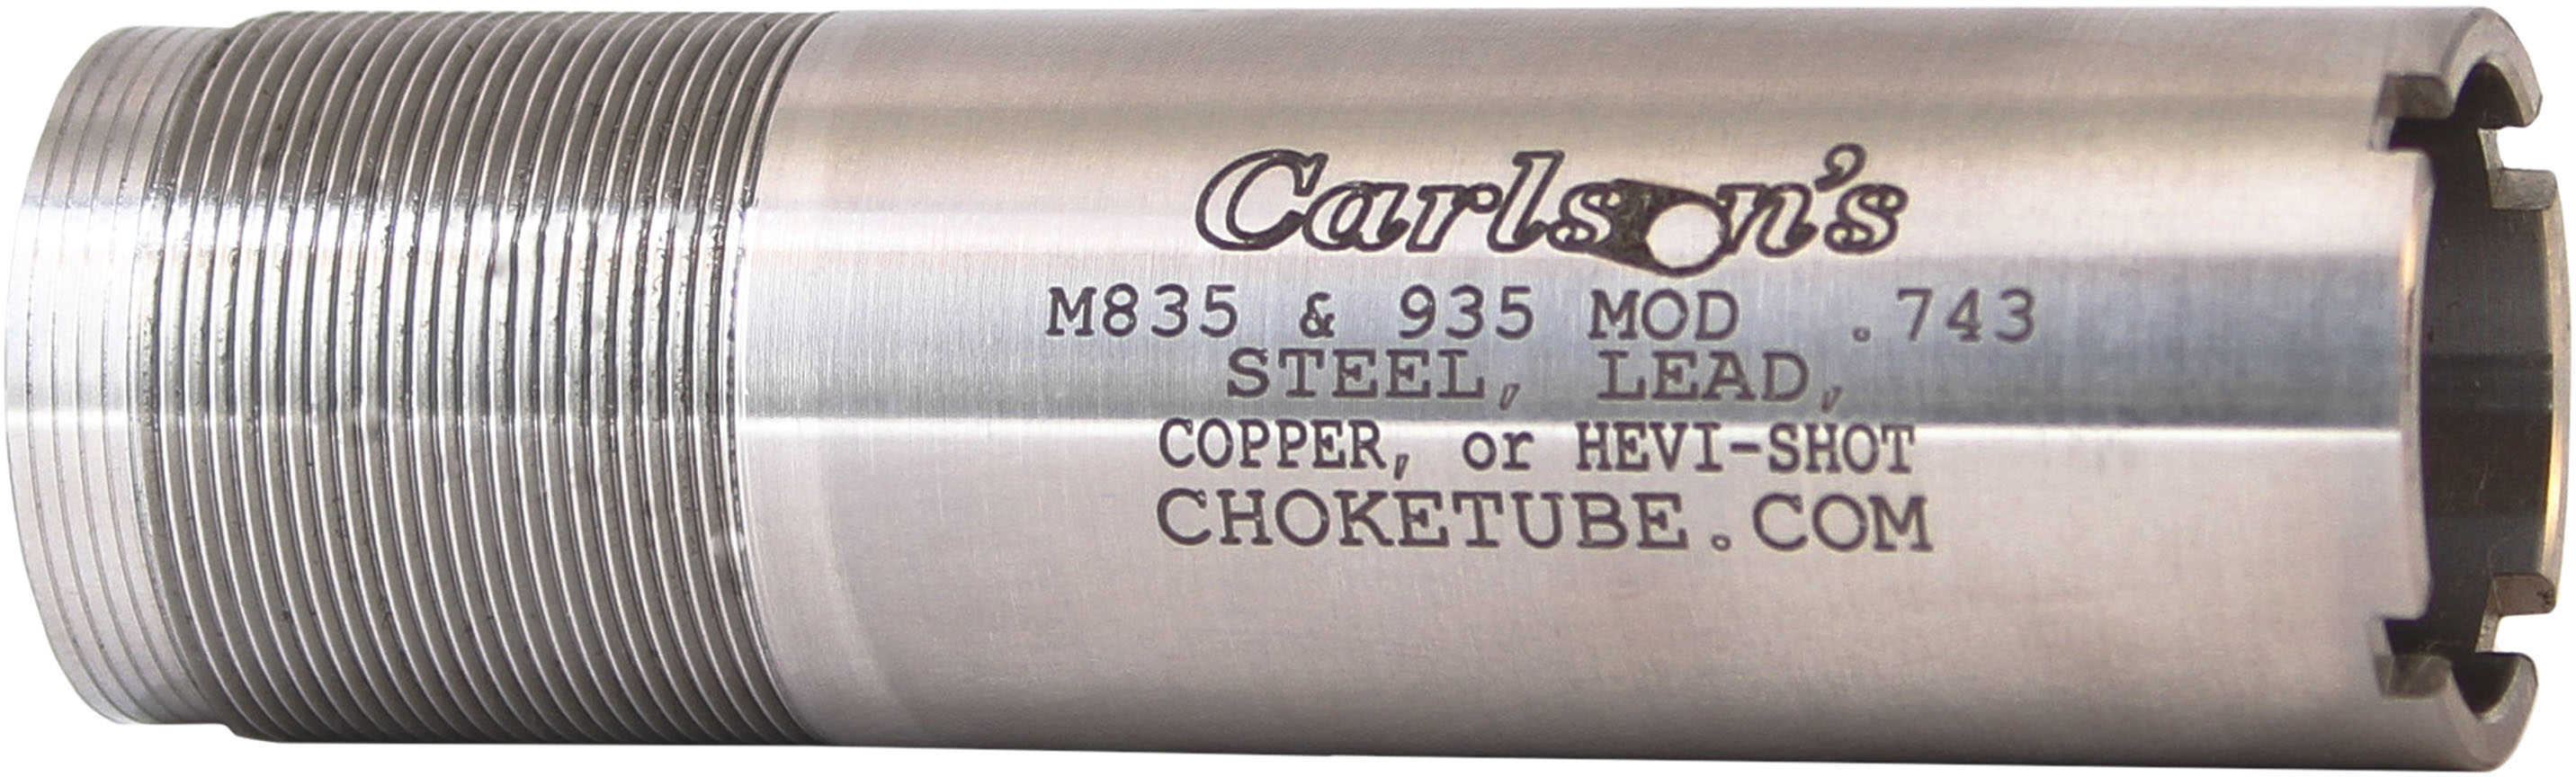 Carlson's
M835 & 935 MOD .743
STEEL, LEAD,
COPPER, or HEVI-SHOT
CHOKETUBE.COM